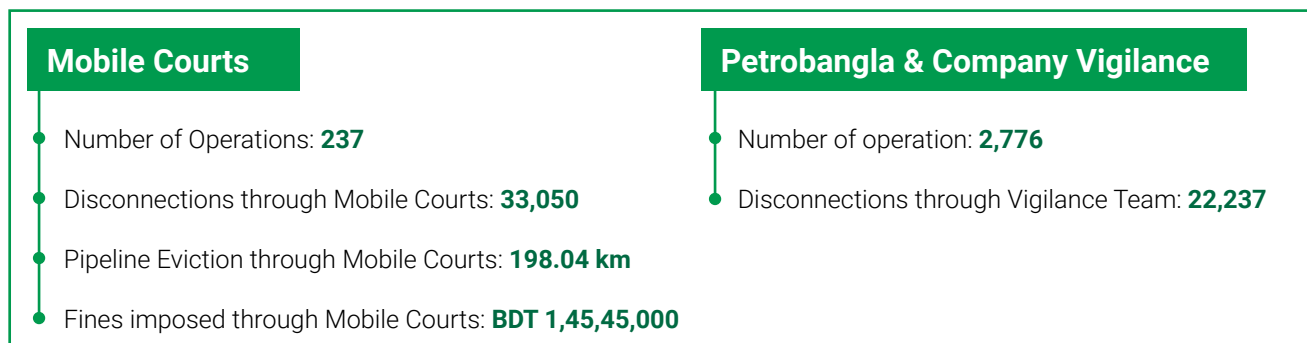 Mobile Courts
Number of Operations: 237
Disconnections through Mobile Courts: 33,050
Pipeline Eviction through Mobile Courts: 198.04 km
Fines imposed through Mobile Courts: BDT 1,45,45,000
Petrobangla & Company Vigilance
Number of operation: 2,776
Disconnections through Vigilance Team: 22,237